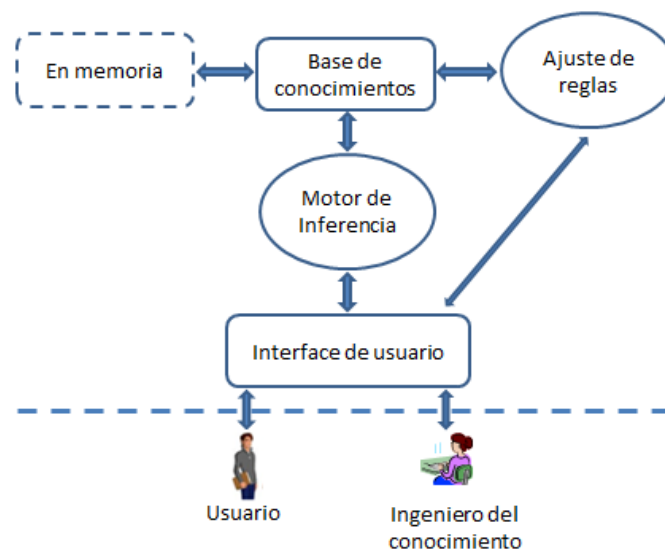 En memoria
Base de
conocimientos
Ajuste de
reglas
Motor de
Inferencia
Interface de usuario
Usuario
Ingeniero del
conocimiento